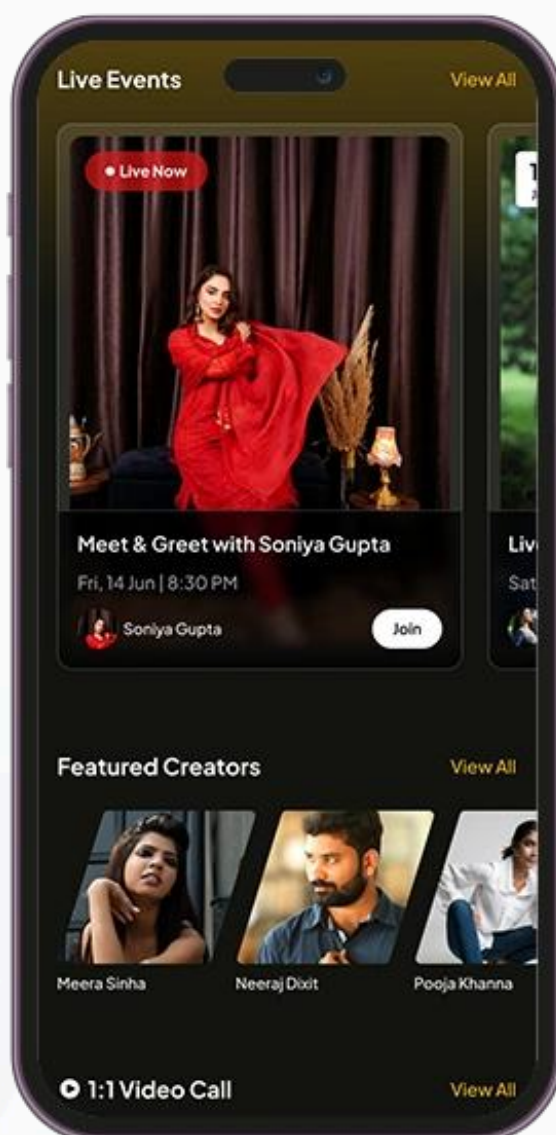 Live Events
View All
Live Now
Meet & Greet with Soniya Gupta
Fri, 14 Jun | 8:30 PM
Soniya Gupta
Join
Featured Creators
View All
Meera Sinha
Neeraj Dixit
Pooja Khanna
1:1 Video Call
View All